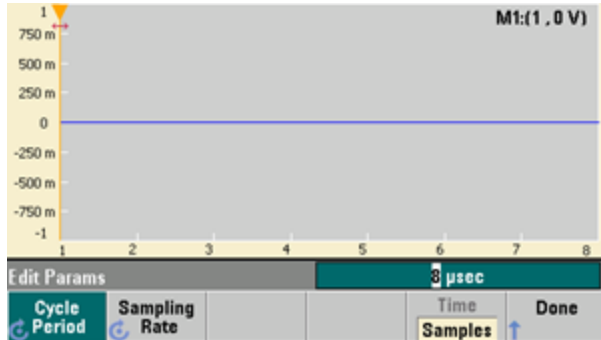 1
M1:(1 , 0 V)
750 m
500 m
250 m
0
-250 m
-500 m
-750 m
-1
1 2 3 4 5 6 7 8
Edit Params
8 µsec
Cycle Period
Sampling Rate
Time
Samples
Done